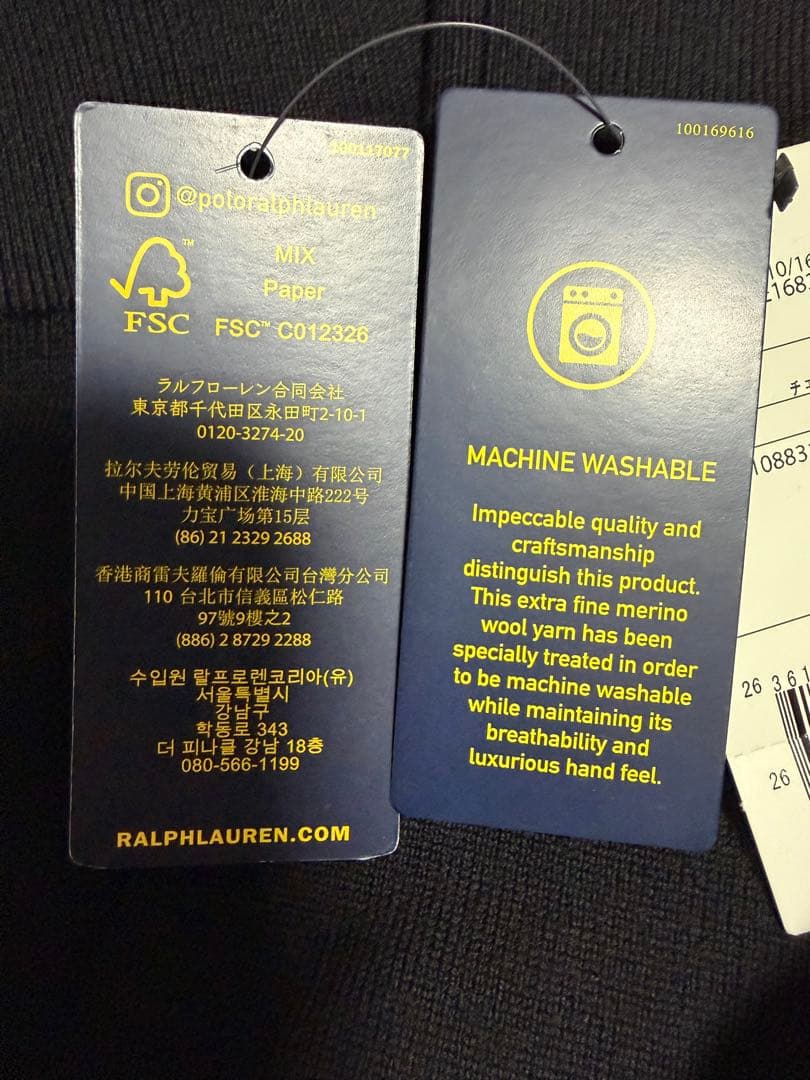 100117077
@poloralphlauren
MIX
Paper
FSC™ C012326
FSC
ラルフローレン合同会社
東京都千代田区永田町2-10-1
0120-3274-20
拉尔夫劳伦贸易（上海）有限公司
中国上海黄浦区淮海中路222号
力宝广场第15层
(86) 21 2329 2688
香港商雷夫羅倫有限公司台灣分公司
110 台北市信義區松仁路
97號9樓之2
(886) 2 8729 2288
수입원 랄프로렌코리아(유)
서울특별시
강남구
학동로 343
더 피나클 강남 18층
080-566-1199
RALPHLAUREN.COM
100169616
MACHINE WASHABLE
Impeccable quality and
craftsmanship
distinguish this product.
This extra fine merino
wool yarn has been
specially treated in order
to be machine washable
while maintaining its
breathability and
luxurious hand feel.
10/16
1683
チェ
10883
26 361
26